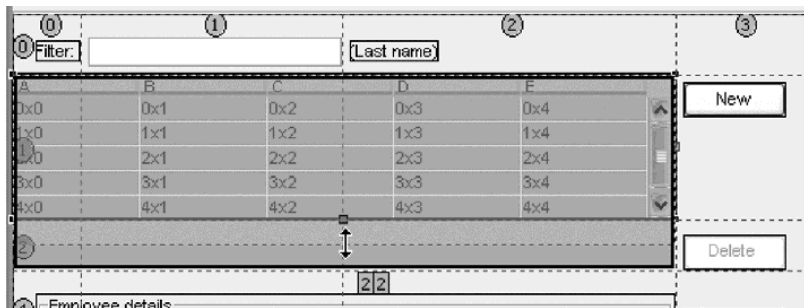 0 1 2 3
0 Filter: (Last name)
A B C D E
0x0 0x1 0x2 0x3 0x4 New
1x0 1x1 1x2 1x3 1x4
1
2x0 2x1 2x2 2x3 2x4
3x0 3x1 3x2 3x3 3x4
4x0 4x1 4x2 4x3 4x4
2 Delete
2 2
Employee details